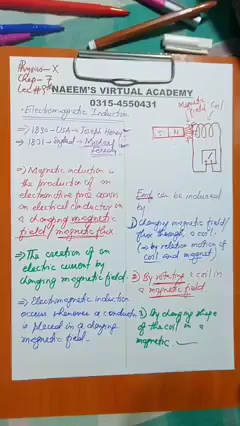 Physics - X
Chap - 7
Lec #
NAEEM'S VIRTUAL ACADEMY
0315-4550431
Electromagnetic Induction
⇒ 1830 - USA ⇒ Joseph Henry
⇒ 1831 - England ⇒ Michael
Faraday
Magnetic
field
Coil
S
N
⇒ Magnetic induction is
the production of an
electromotive force across
an electrical conductor in
a changing magnetic
field/magnetic flux.
⇒ The creation of an
electric current by
changing magnetic field.
⇒ Electromagnetic induction
occurs whenever a conductor
is placed in a changing
magnetic field.
Emf can be induced
by
1) Changing magnetic field/
flux through a coil.
(⇒ by relative motion of
coil and magnet)
2) By rotating a coil in
a magnetic field
3) By changing shape
of the coil in a
magnetic